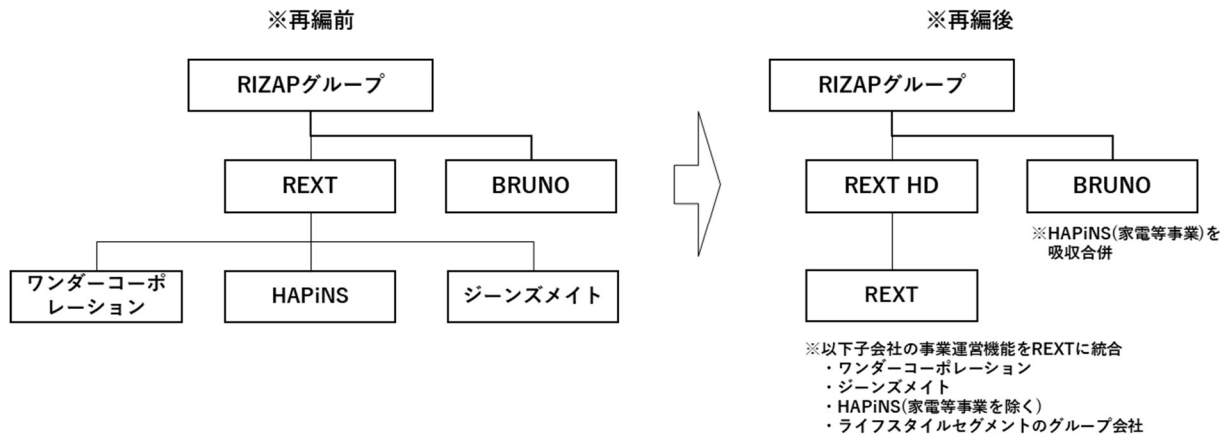 ※再編前
RIZAPグループ
REXT
BRUNO
ワンダーコーポ
レーション
HAPiNS
ジーンズメイト
※再編後
RIZAPグループ
REXT HD
BRUNO
※HAPiNS(家電等事業)を
吸収合併
REXT
※以下子会社の事業運営機能をREXTに統合
・ワンダーコーポレーション
・ジーンズメイト
・HAPiNS(家電等事業を除く)
・ライフスタイルセグメントのグループ会社